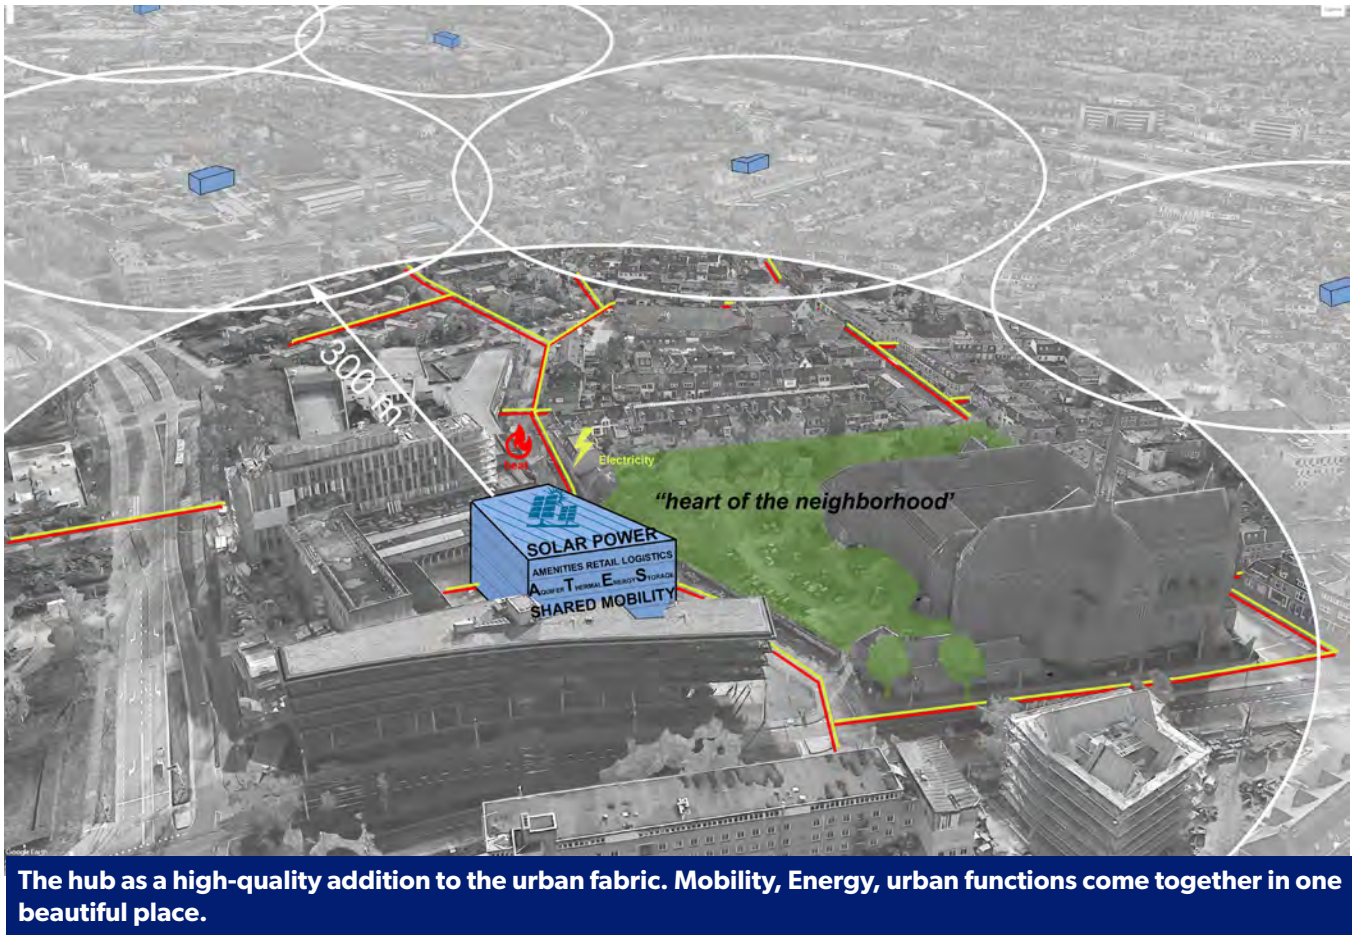 300 m
heat
Electricity
"heart of the neighborhood'
SOLAR POWER
AMENITIES RETAIL LOGISTICS
AQUIFER THERMAL ENERGY STORAGE
SHARED MOBILITY
Google Earth
The hub as a high-quality addition to the urban fabric. Mobility, Energy, urban functions come together in one
beautiful place.